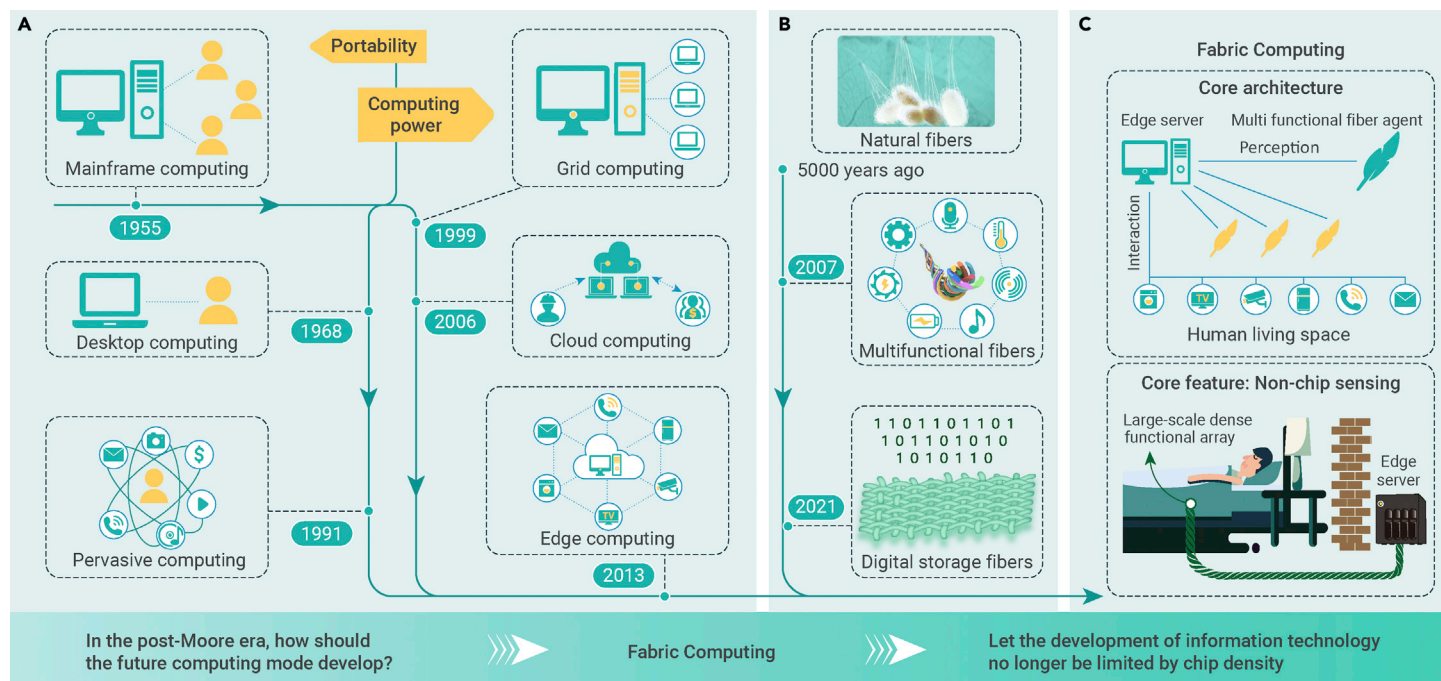 A
Mainframe computing
1955
Portability
Computing
power
Grid computing
1999
Desktop computing
1968
2006
Cloud computing
Pervasive computing
$
1991
TV
Edge computing
2013
B
Natural fibers
5000 years ago
2007
Multifunctional fibers
1 1 0 1 1 0 1 1 0 1
1 0 1 1 0 1 0 1 0
1 0 1 0 1 1 0
2021
Digital storage fibers
C
Fabric Computing
Core architecture
Edge server
Multi functional fiber agent
Perception
Interaction
TV
Human living space
Core feature: Non-chip sensing
Large-scale dense
functional array
Edge
server
In the post-Moore era, how should
the future computing mode develop?
Fabric Computing
Let the development of information technology
no longer be limited by chip density